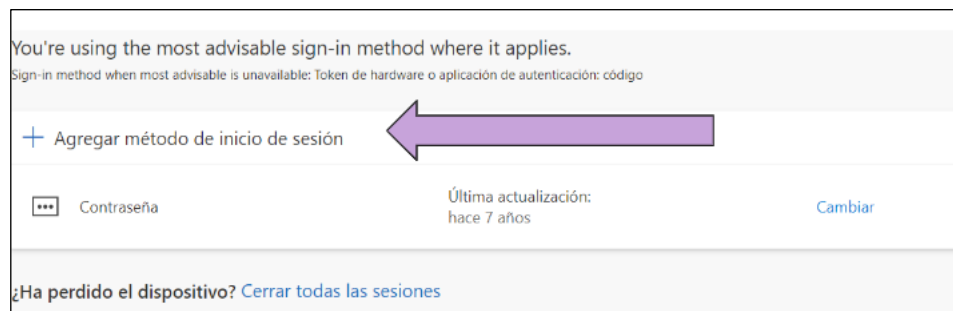 You're using the most advisable sign-in method where it applies.
Sign-in method when most advisable is unavailable: Token de hardware o aplicación de autenticación: código
Agregar método de inicio de sesión
Contraseña
Última actualización:
hace 7 años
Cambiar
¿Ha perdido el dispositivo? Cerrar todas las sesiones